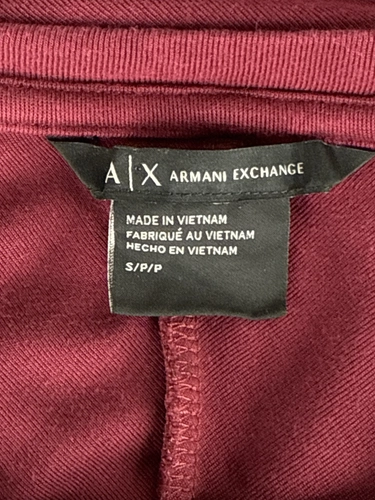 A|X ARMANI EXCHANGE
MADE IN VIETNAM
FABRIQUÉ AU VIETNAM
HECHO EN VIETNAM
S/P/P